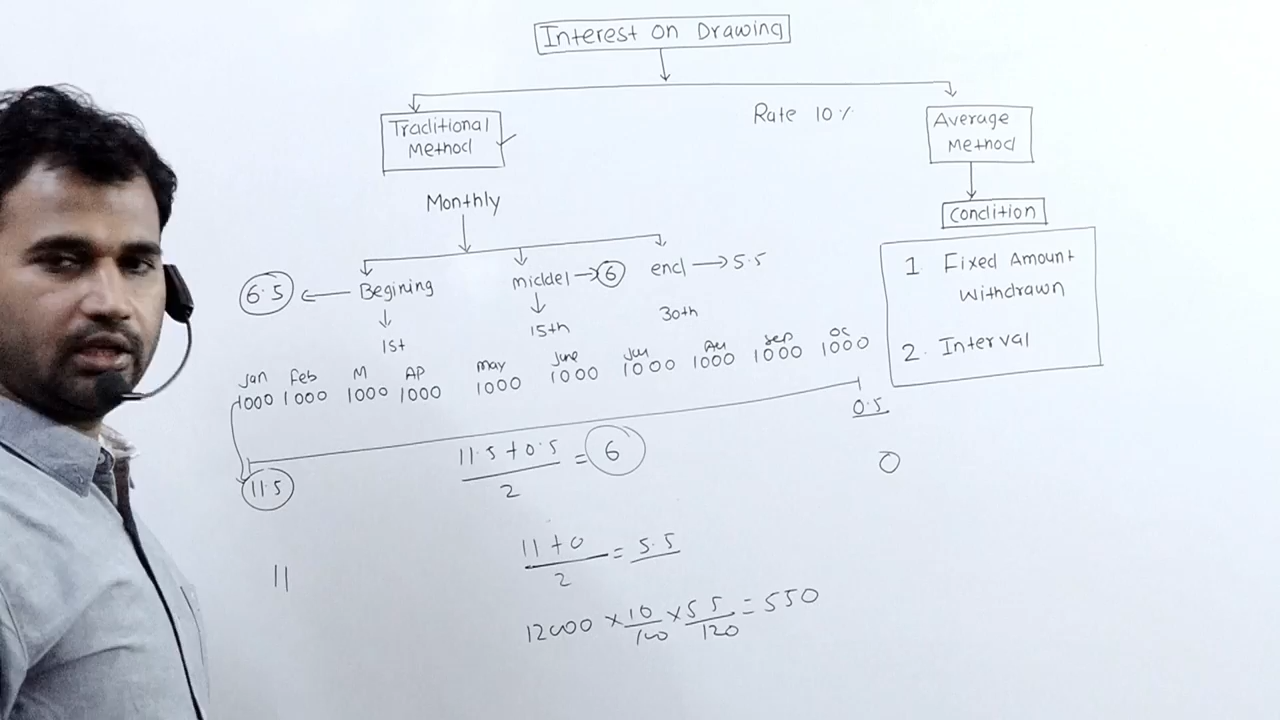 Interest on Drawing
Traditional
Method
Rate 10%
Average
Method
Monthly
Condition
6.5
Begining
middel → 6
end → 5.5
1st
15th
30th
1. Fixed Amount
Withdrawn
2. Interval
Jan Feb M AP May June Jul Au Sep Oc
1000 1000 1000 1000 1000 1000 1000 1000 1000 1000
0.5
11.5
11.5 + 0.5
2
= 6
0
11
11 + 0
2
= 5.5
12000 × 10/100 × 55/120 = 550